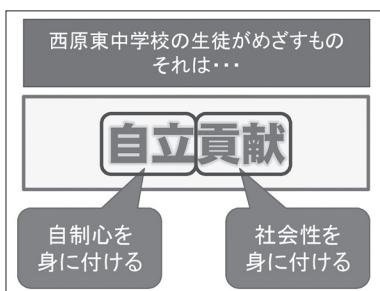 西原東中学校の生徒がめざすもの
それは・・・
自立貢献
自制心を
身に付ける
社会性を
身に付ける